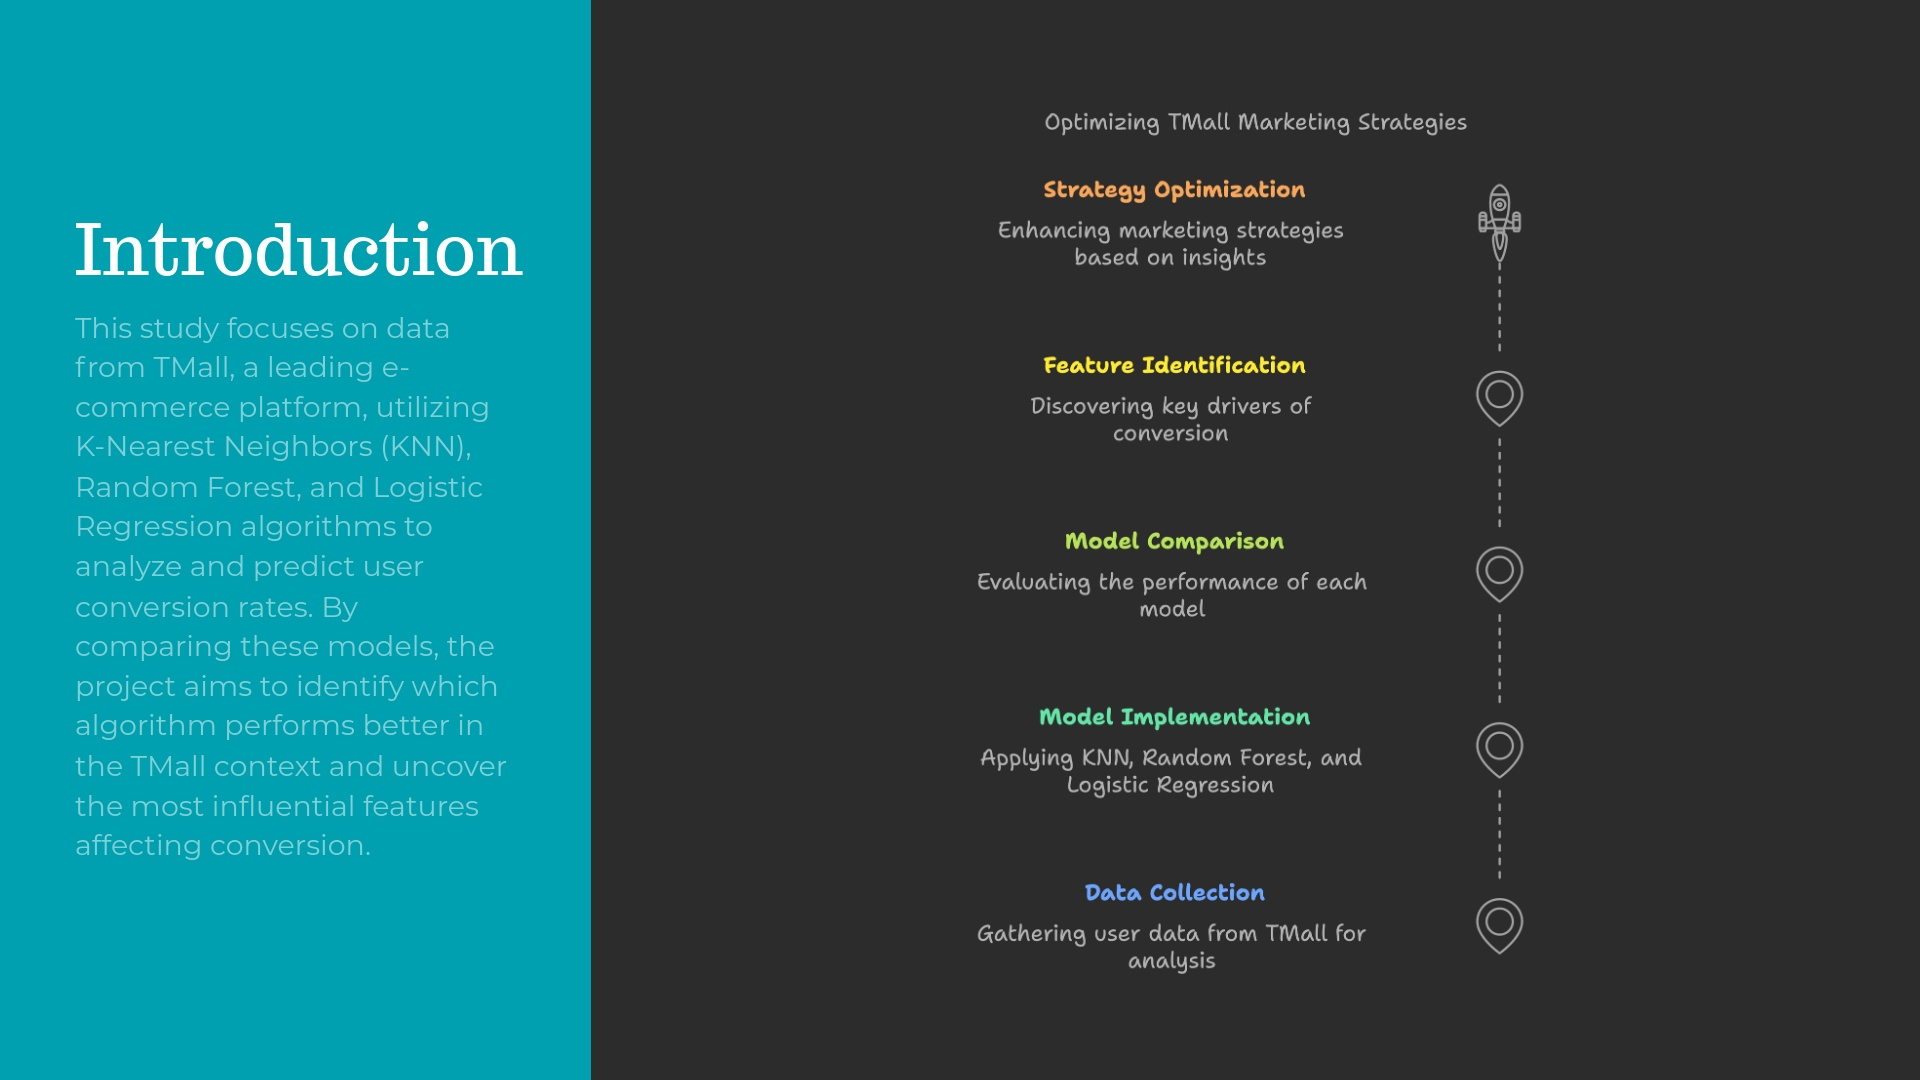 Introduction
This study focuses on data
from TMall, a leading e-
commerce platform, utilizing
K-Nearest Neighbors (KNN),
Random Forest, and Logistic
Regression algorithms to
analyze and predict user
conversion rates. By
comparing these models, the
project aims to identify which
algorithm performs better in
the TMall context and uncover
the most influential features
affecting conversion.
Optimizing TMall Marketing Strategies
Strategy Optimization
Enhancing marketing strategies
based on insights
Feature Identification
Discovering key drivers of
conversion
Model Comparison
Evaluating the performance of each
model
Model Implementation
Applying KNN, Random Forest, and
Logistic Regression
Data Collection
Gathering user data from TMall for
analysis